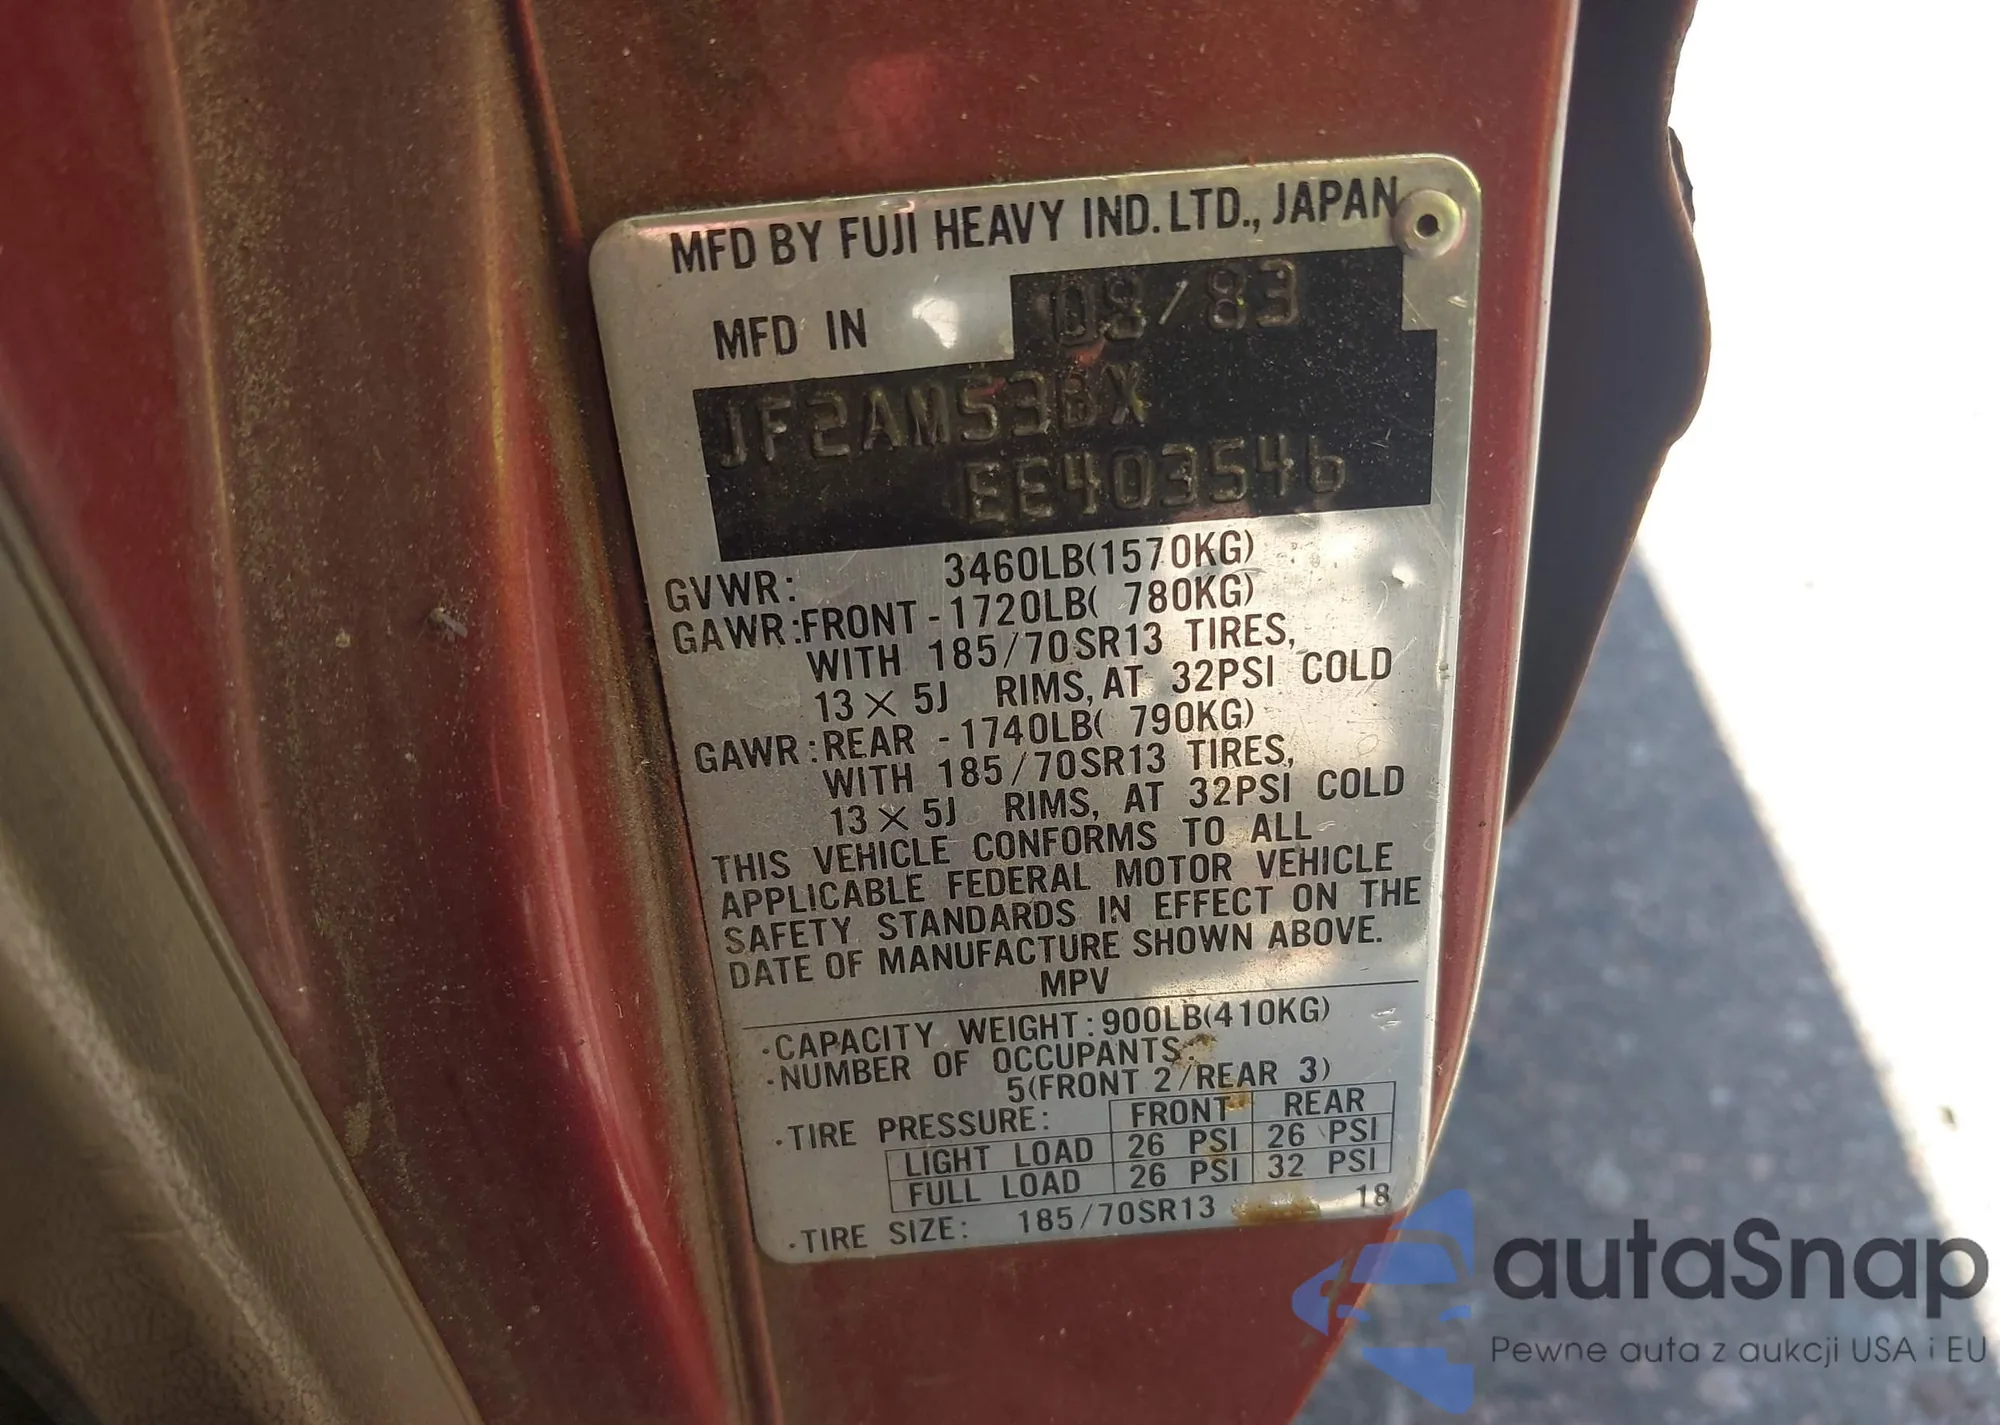 MFD BY FUJI HEAVY IND. LTD., JAPAN
MFD IN 08/83
JF2AM53BX
EE403546
GVWR: 3460LB(1570KG)
GAWR:FRONT-1720LB( 780KG)
WITH 185/70SR13 TIRES,
13 × 5J RIMS, AT 32PSI COLD
GAWR:REAR -1740LB( 790KG)
WITH 185/70SR13 TIRES,
13 × 5J RIMS, AT 32PSI COLD
THIS VEHICLE CONFORMS TO ALL
APPLICABLE FEDERAL MOTOR VEHICLE
SAFETY STANDARDS IN EFFECT ON THE
DATE OF MANUFACTURE SHOWN ABOVE.
MPV
·CAPACITY WEIGHT:900LB(410KG)
·NUMBER OF OCCUPANTS:
5(FRONT 2/REAR 3)
·TIRE PRESSURE: FRONT REAR
LIGHT LOAD 26 PSI 26 PSI
FULL LOAD 26 PSI 32 PSI
·TIRE SIZE: 185/70SR13 18
autaSnap
Pewne auta z aukcji USA i EU